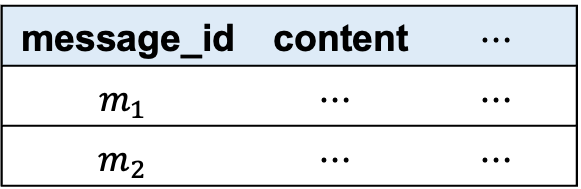 message_id content ⋯
m₁ ⋯ ⋯
m₂ ⋯ ⋯